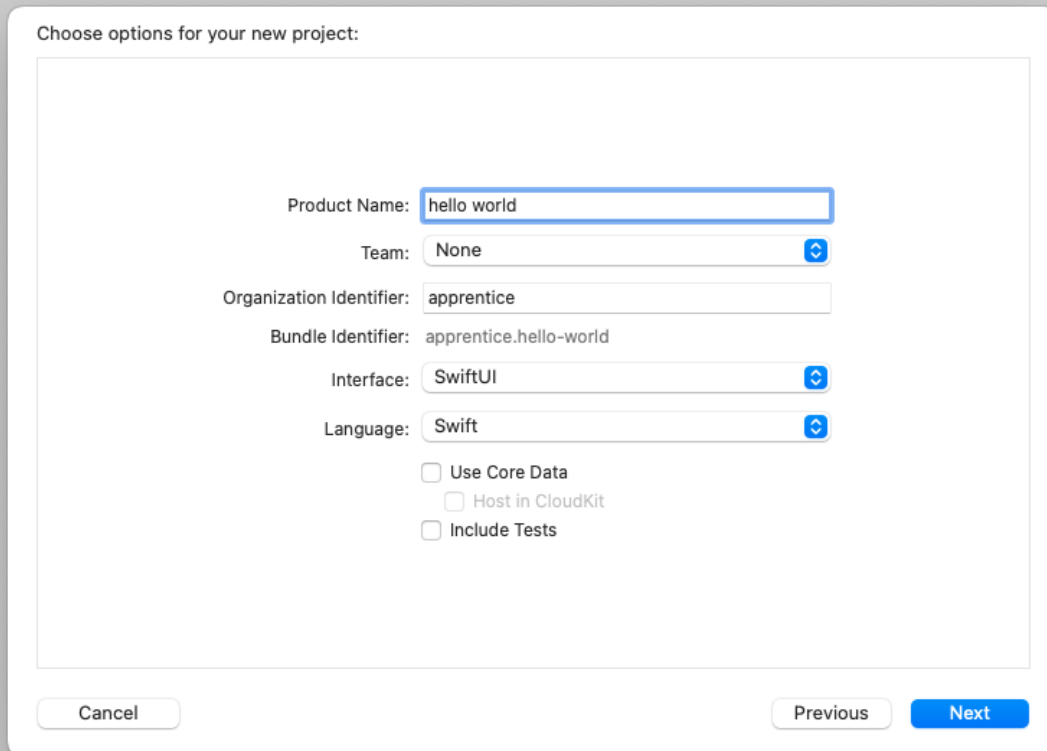 Choose options for your new project:
Product Name: hello world
Team: None
Organization Identifier: apprentice
Bundle Identifier: apprentice.hello-world
Interface: SwiftUI
Language: Swift
Use Core Data
Host in CloudKit
Include Tests
Cancel Previous Next